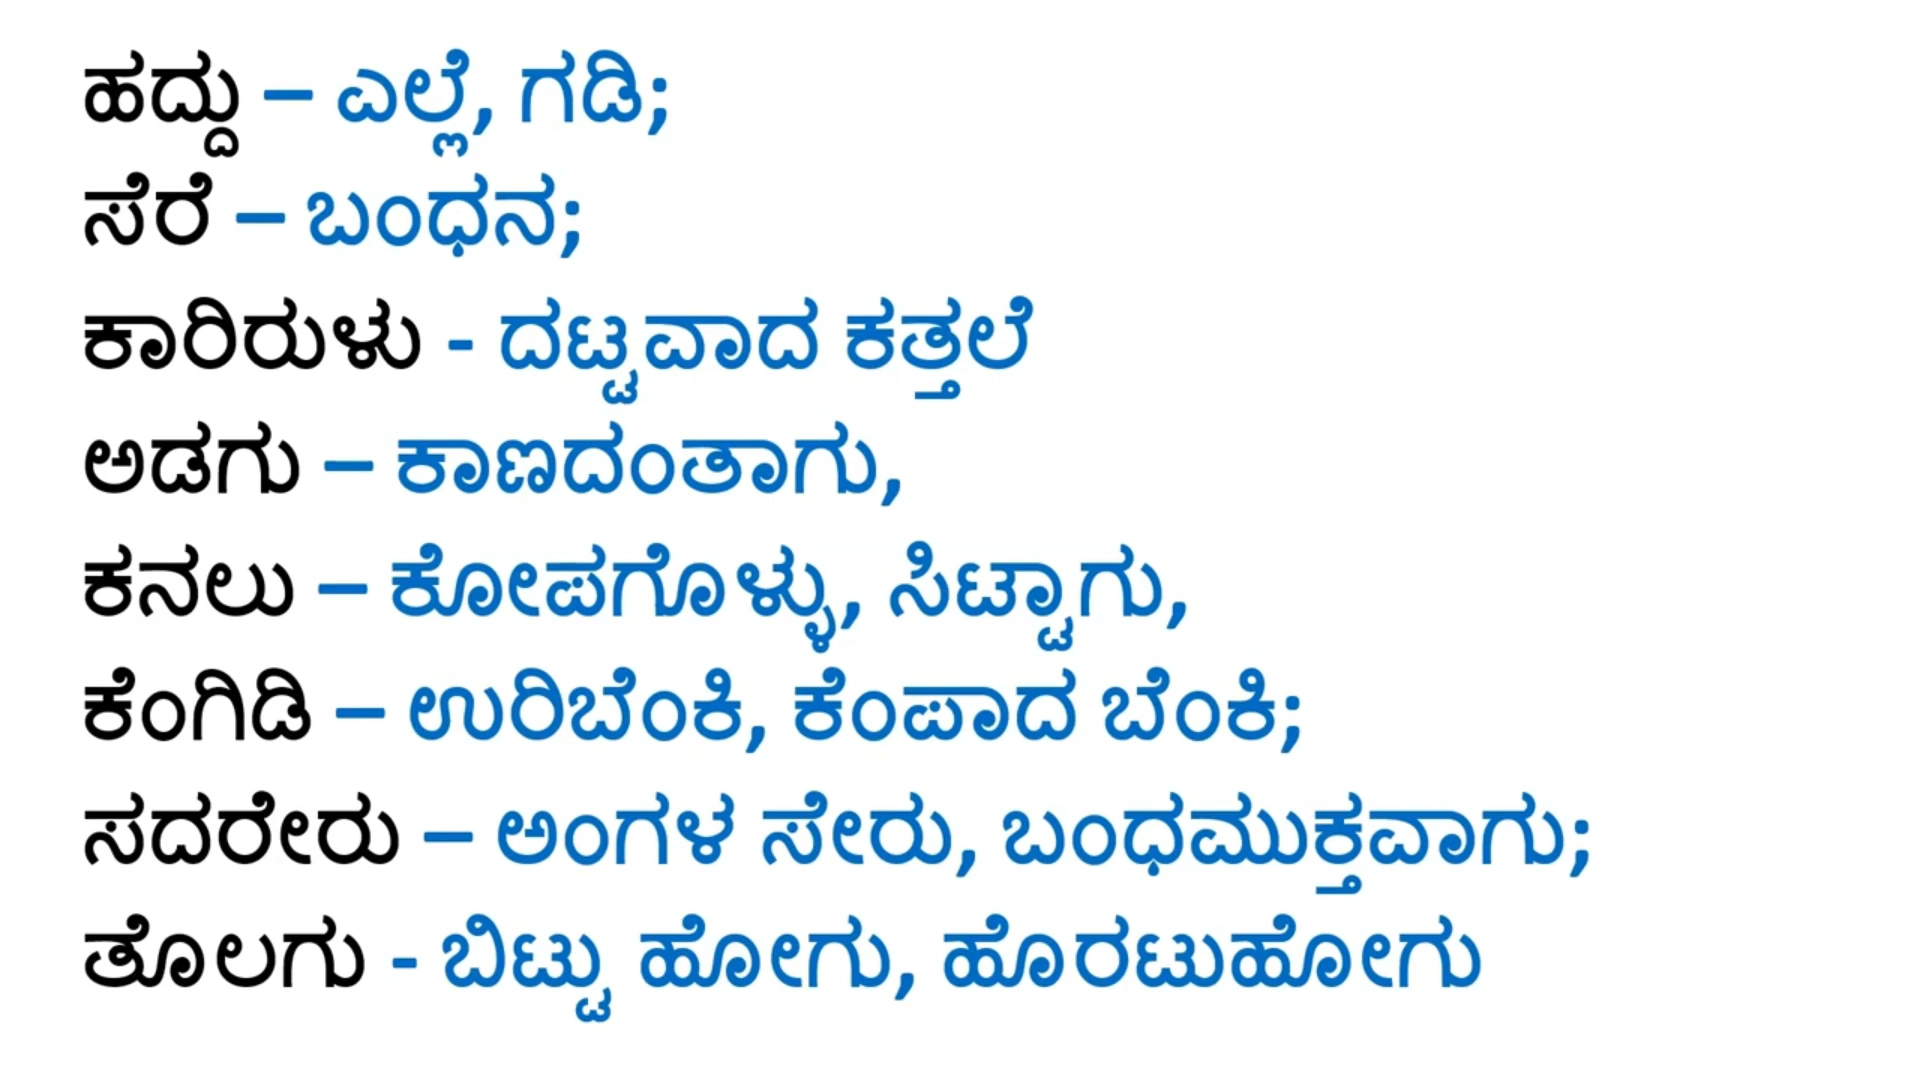 ಹದ್ದು – ಎಲ್ಲೆ, ಗಡಿ;
ಸೆರೆ – ಬಂಧನ;
ಕಾರಿರುಳು - ದಟ್ಟವಾದ ಕತ್ತಲೆ
ಅಡಗು – ಕಾಣದಂತಾಗು,
ಕನಲು – ಕೋಪಗೊಳ್ಳು, ಸಿಟ್ಟಾಗು,
ಕೆಂಗಿಡಿ – ಉರಿಬೆಂಕಿ, ಕೆಂಪಾದ ಬೆಂಕಿ;
ಸದರೇರು – ಅಂಗಳ ಸೇರು, ಬಂಧಮುಕ್ತವಾಗು;
ತೊಲಗು - ಬಿಟ್ಟು ಹೋಗು, ಹೊರಟುಹೋಗು